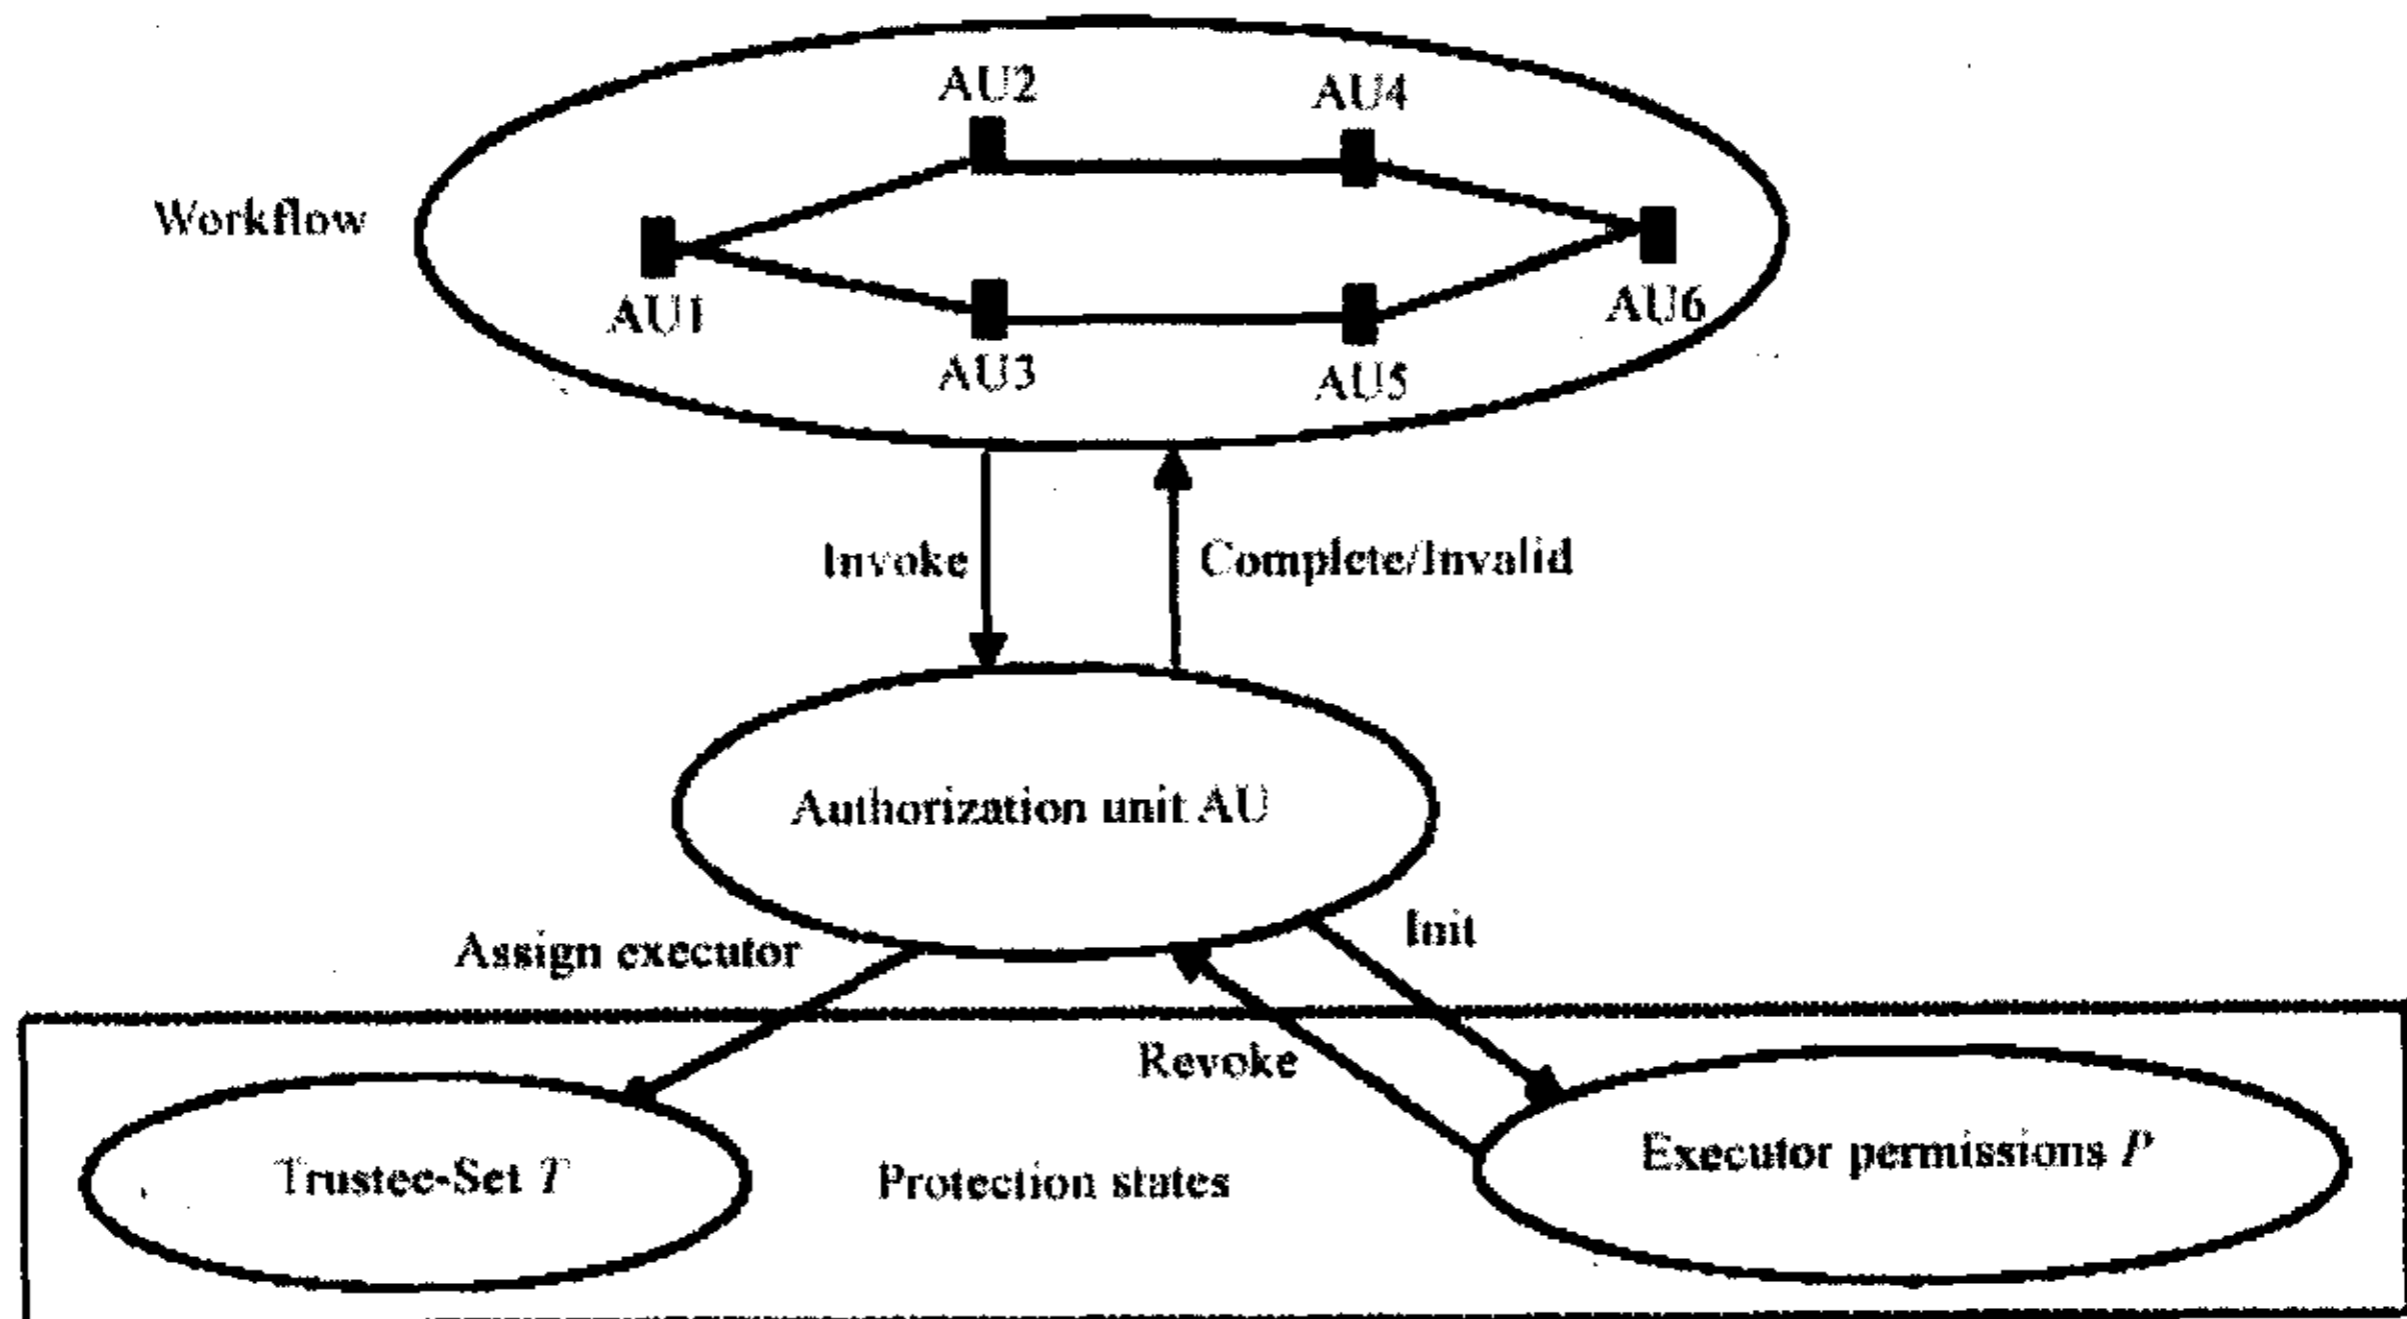 AU2
AU4
Workflow
AU1
AU6
AU3
AU5
Invoke
Complete/Invalid
Authorization unit AU
Assign executor
Init
Revoke
Trustee-Set T
Protection states
Executor permissions P